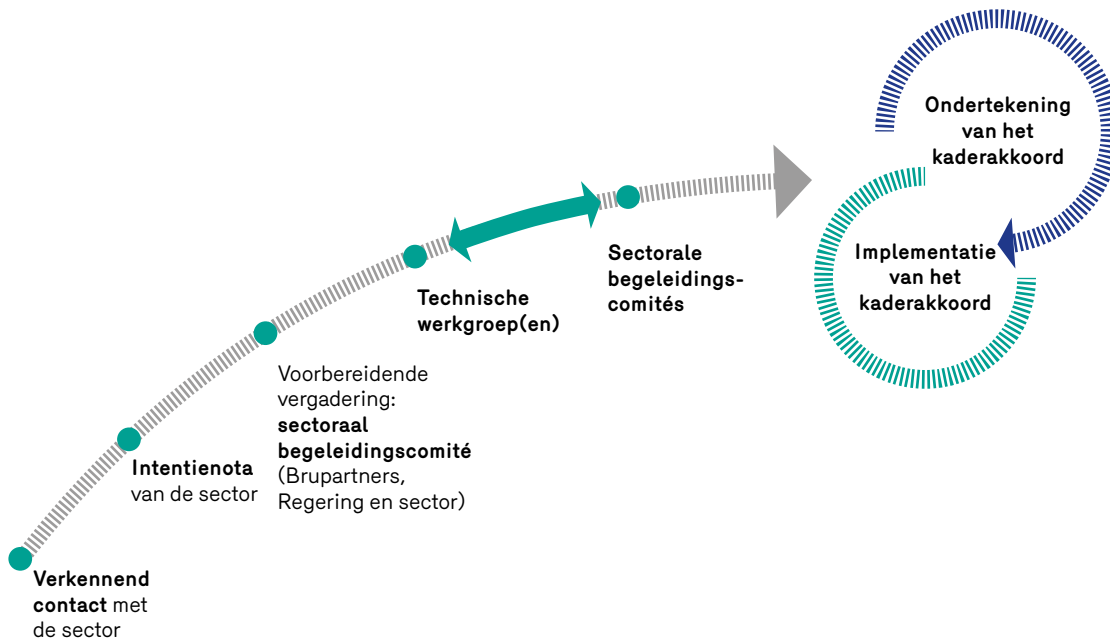 Verkennend
contact met
de sector
Intentienota
van de sector
Voorbereidende
vergadering:
sectoraal
begeleidingscomité
(Brupartners,
Regering en sector)
Technische
werkgroep(en)
Sectorale
begeleidings-
comités
Ondertekening
van het
kaderakkoord
Implementatie
van het
kaderakkoord